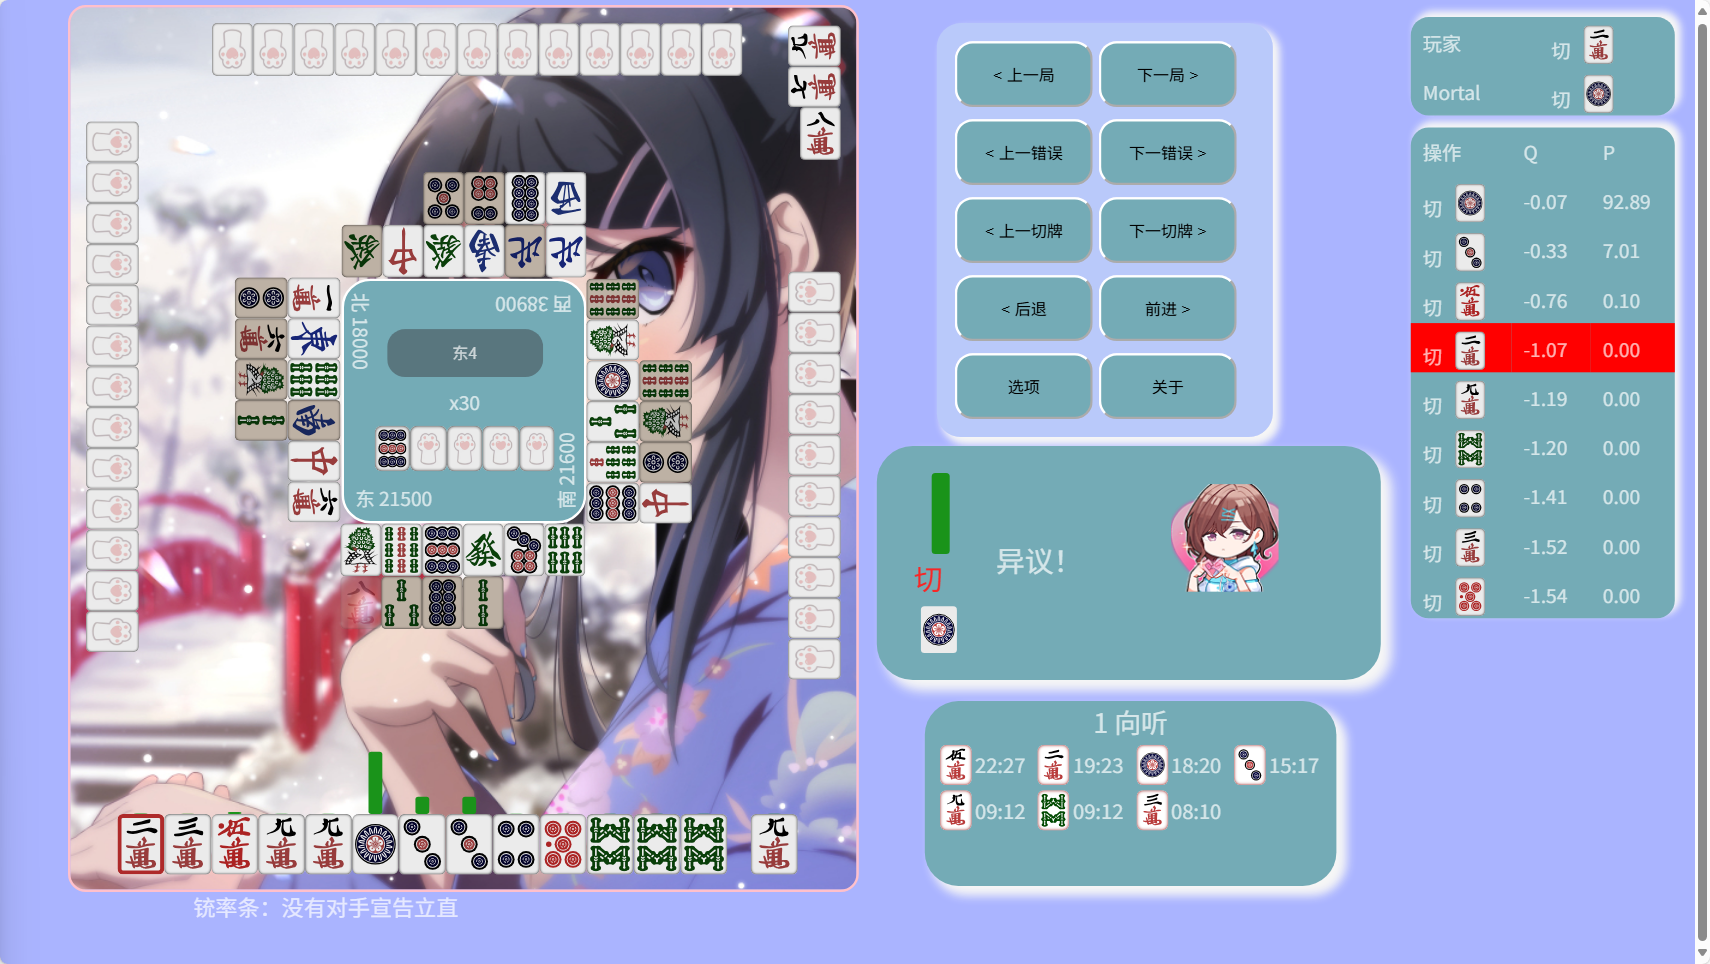 北 18000
西 38900
东4
x30
南 21600
东 21500
铳率条：没有对手宣告立直
< 上一局
下一局 >
< 上一错误
下一错误 >
< 上一切牌
下一切牌 >
< 后退
前进 >
选项
关于
切
异议！
1 向听
22:27
19:23
18:20
15:17
09:12
09:12
08:10
玩家 切
Mortal 切
操作 Q P
切 -0.07 92.89
切 -0.33 7.01
切 -0.76 0.10
切 -1.07 0.00
切 -1.19 0.00
切 -1.20 0.00
切 -1.41 0.00
切 -1.52 0.00
切 -1.54 0.00